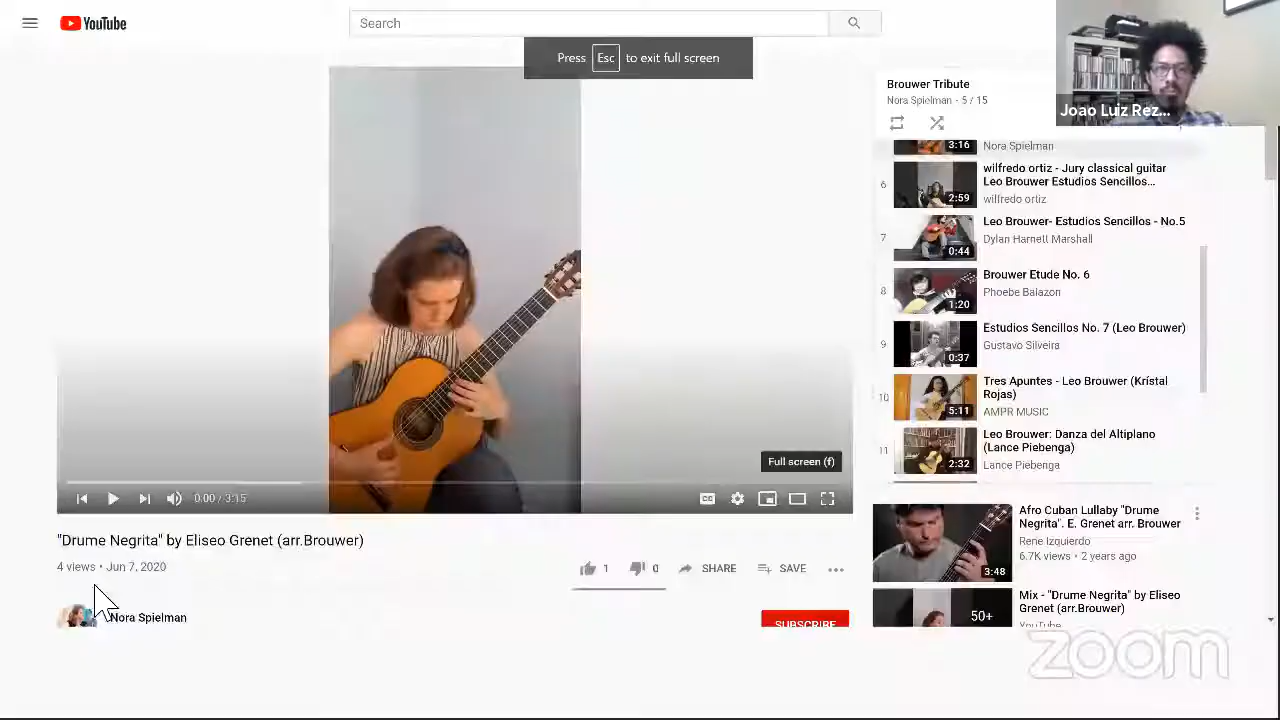 YouTube
Search
Press Esc to exit full screen
Joao Luiz Rez...
Brouwer Tribute
Nora Spielman - 5 / 15
3:16
Nora Spielman
6
2:59
wilfredo ortiz - Jury classical guitar
Leo Brouwer Estudios Sencillos...
wilfredo ortiz
7
0:44
Leo Brouwer- Estudios Sencillos - No.5
Dylan Harnett Marshall
8
1:20
Brouwer Etude No. 6
Phoebe Balazon
9
0:37
Estudios Sencillos No. 7 (Leo Brouwer)
Gustavo Silveira
10
5:11
Tres Apuntes - Leo Brouwer (Kristal
Rojas)
AMPR MUSIC
11
2:32
Leo Brouwer: Danza del Altiplano
(Lance Piebenga)
Lance Piebenga
Full screen (f)
0:00 / 3:15
CC
"Drume Negrita" by Eliseo Grenet (arr.Brouwer)
4 views • Jun 7, 2020
1
0
SHARE
SAVE
Nora Spielman
SUBSCRIBE
3:48
Afro Cuban Lullaby "Drume
Negrita". E. Grenet arr. Brouwer
Rene Izquierdo
6.7K views • 2 years ago
50+
Mix - "Drume Negrita" by Eliseo
Grenet (arr.Brouwer)
YouTube
zoom